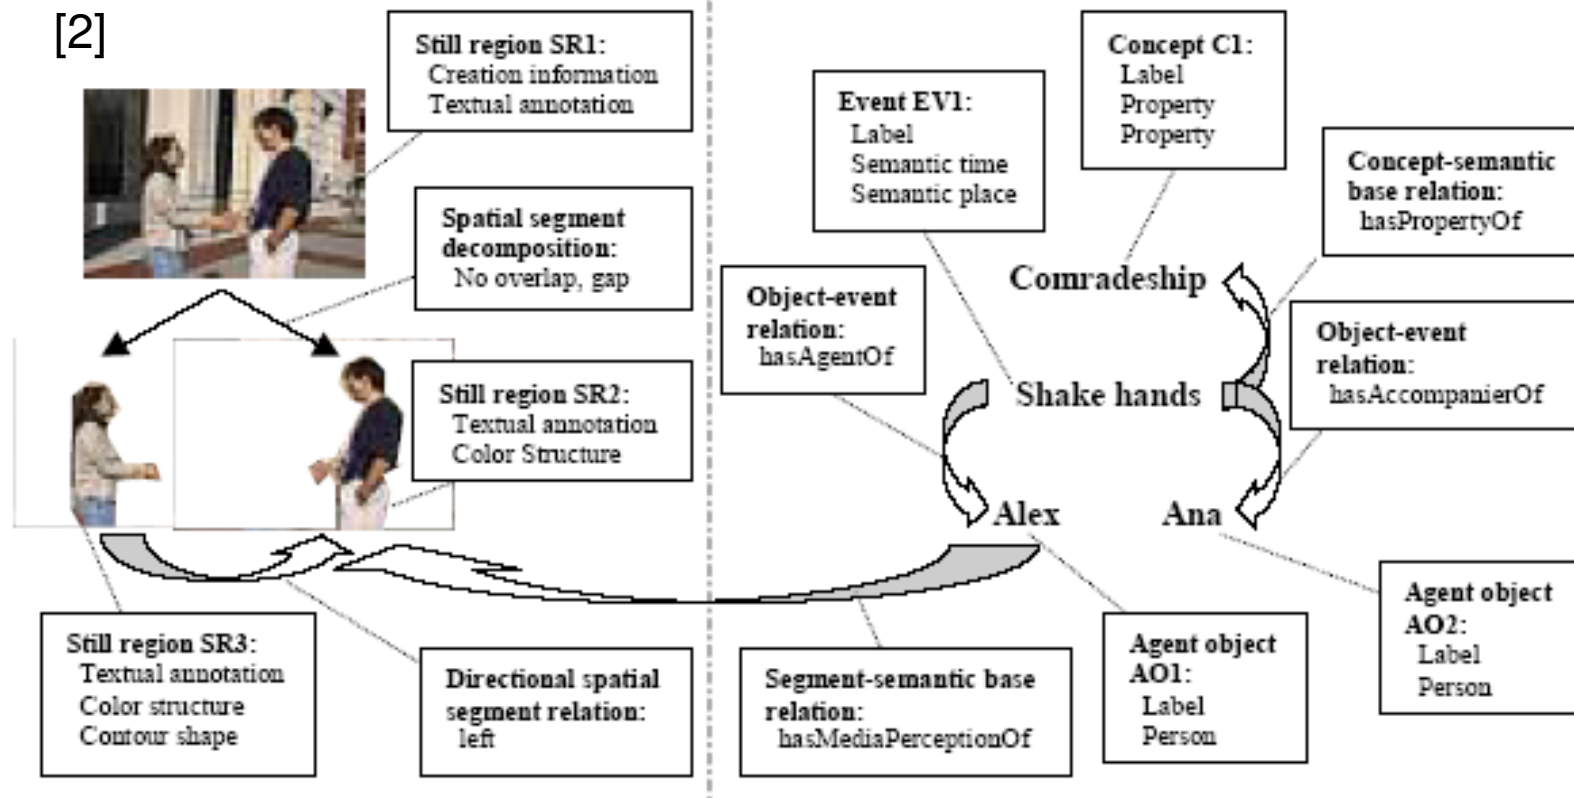 [2]
Still region SR1:
Creation information
Textual annotation
Spatial segment
decomposition:
No overlap, gap
Still region SR2:
Textual annotation
Color Structure
Still region SR3:
Textual annotation
Color structure
Contour shape
Directional spatial
segment relation:
left
Event EV1:
Label
Semantic time
Semantic place
Concept C1:
Label
Property
Property
Concept-semantic
base relation:
hasPropertyOf
Comradeship
Object-event
relation:
hasAgentOf
Object-event
relation:
hasAccompanierOf
Shake hands
Alex
Ana
Segment-semantic base
relation:
hasMediaPerceptionOf
Agent object
AO1:
Label
Person
Agent object
AO2:
Label
Person